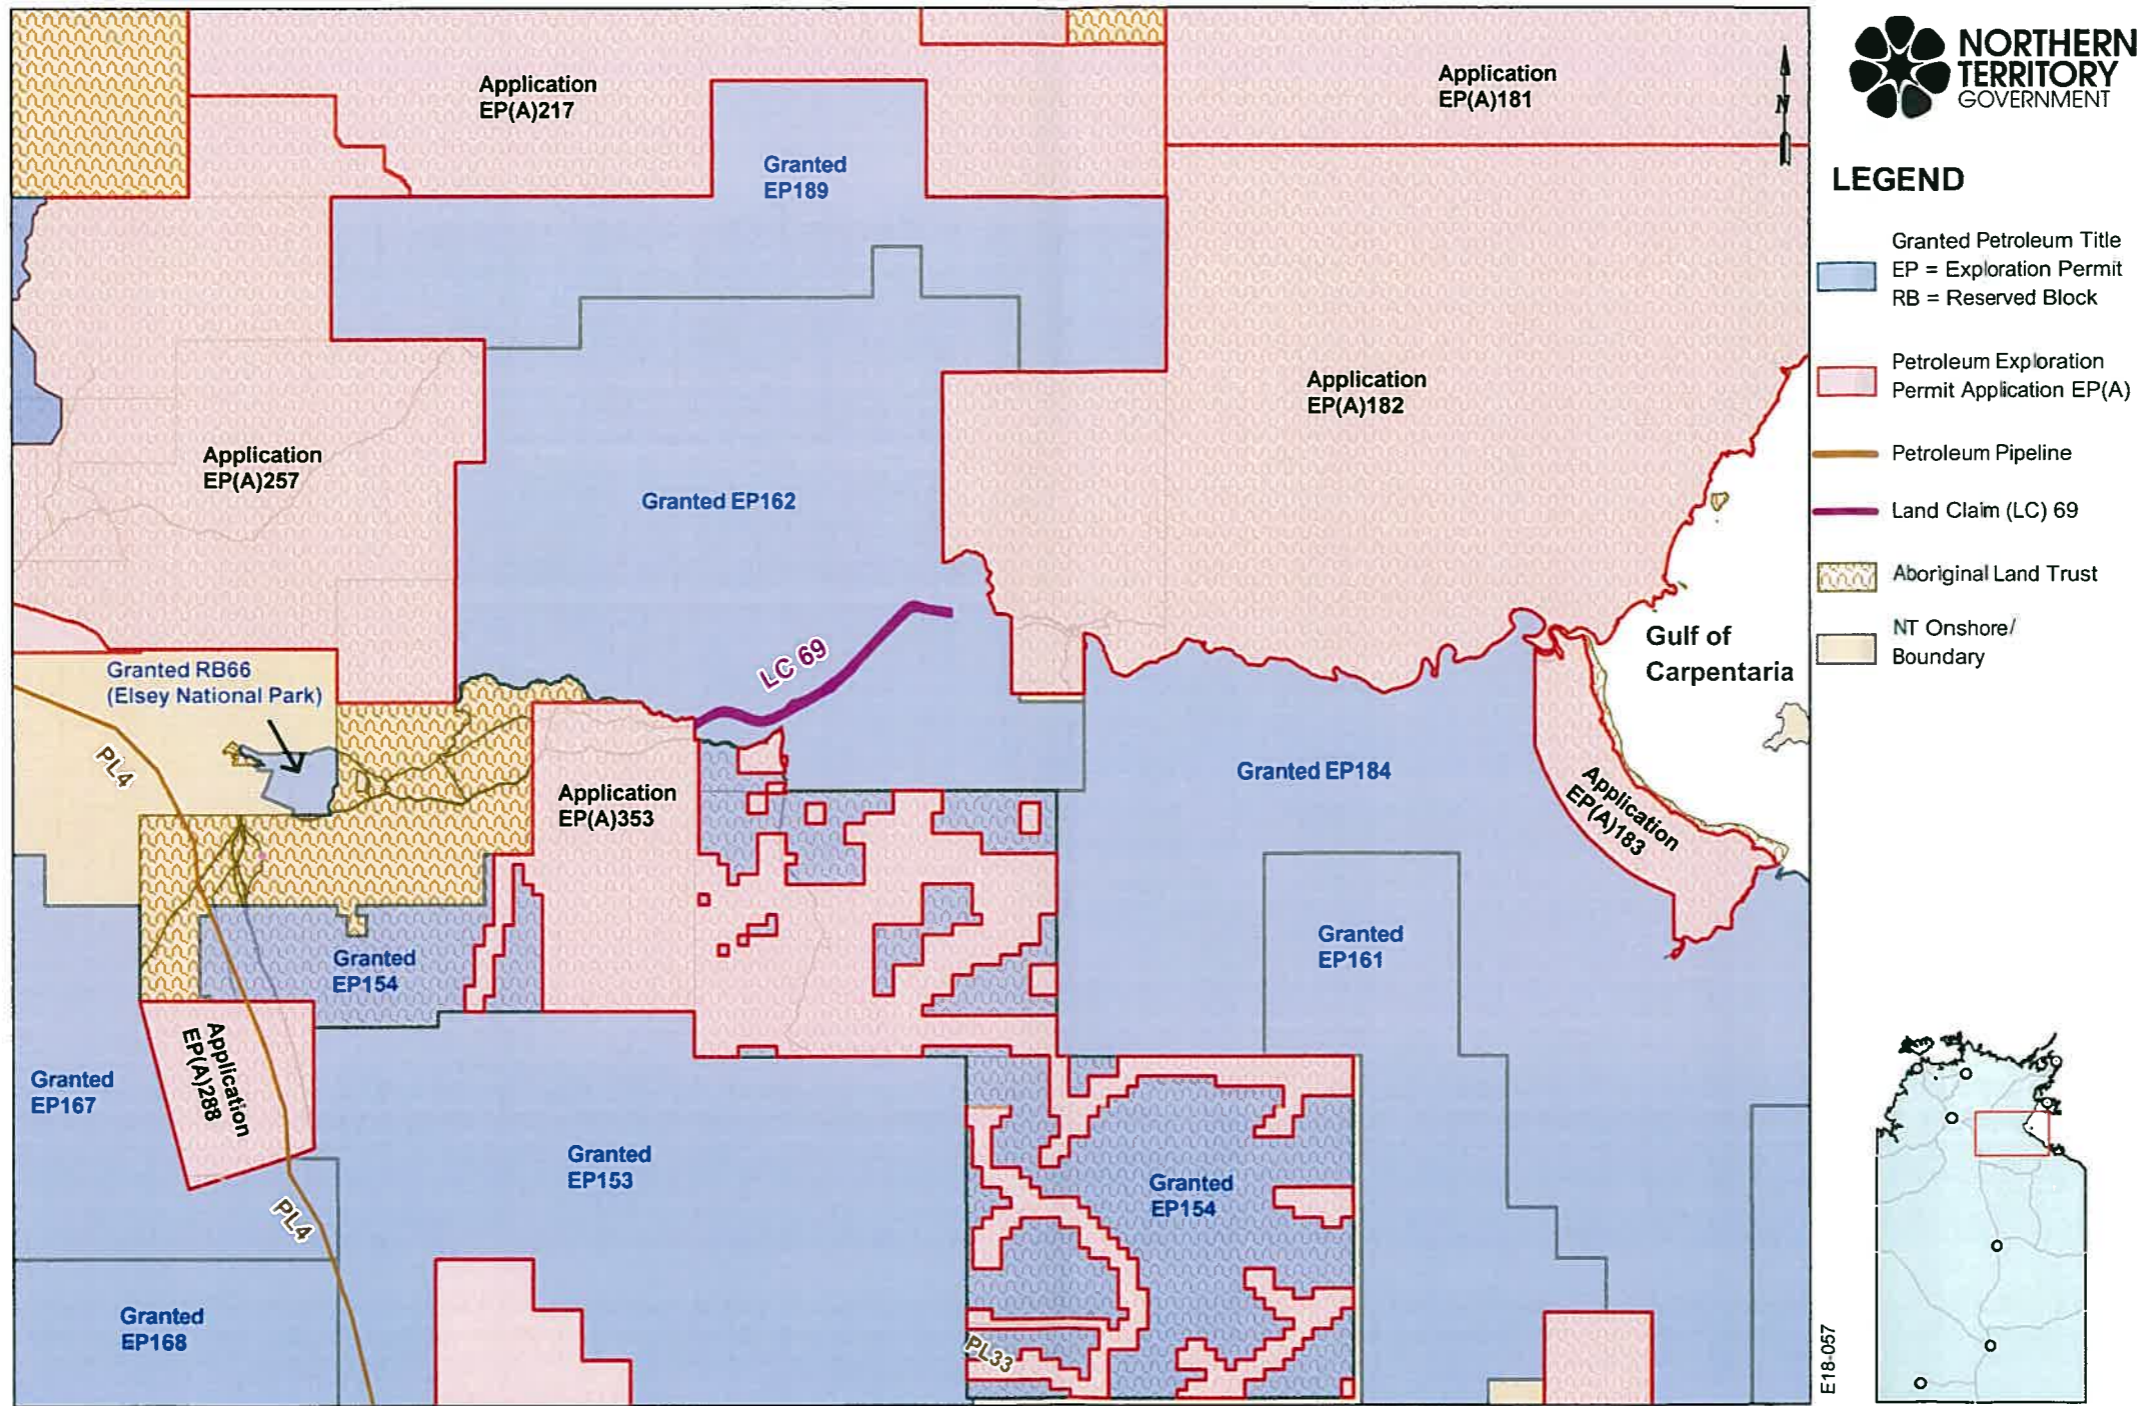 Application
EP(A)217
Application
EP(A)181
N
Granted
EP189
Application
EP(A)182
Application
EP(A)257
Granted EP162
LC 69
Gulf of
Carpentaria
Granted RB66
(Elsey National Park)
PL4
Application
EP(A)353
Granted EP184
Application
EP(A)183
Granted
EP161
Granted
EP154
Application
EP(A)288
Granted
EP167
PL4
Granted
EP153
Granted
EP154
Granted
EP168
PL33
NORTHERN
TERRITORY
GOVERNMENT
LEGEND
Granted Petroleum Title
EP = Exploration Permit
RB = Reserved Block
Petroleum Exploration
Permit Application EP(A)
Petroleum Pipeline
Land Claim (LC) 69
Aboriginal Land Trust
NT Onshore/
Boundary
E18-057